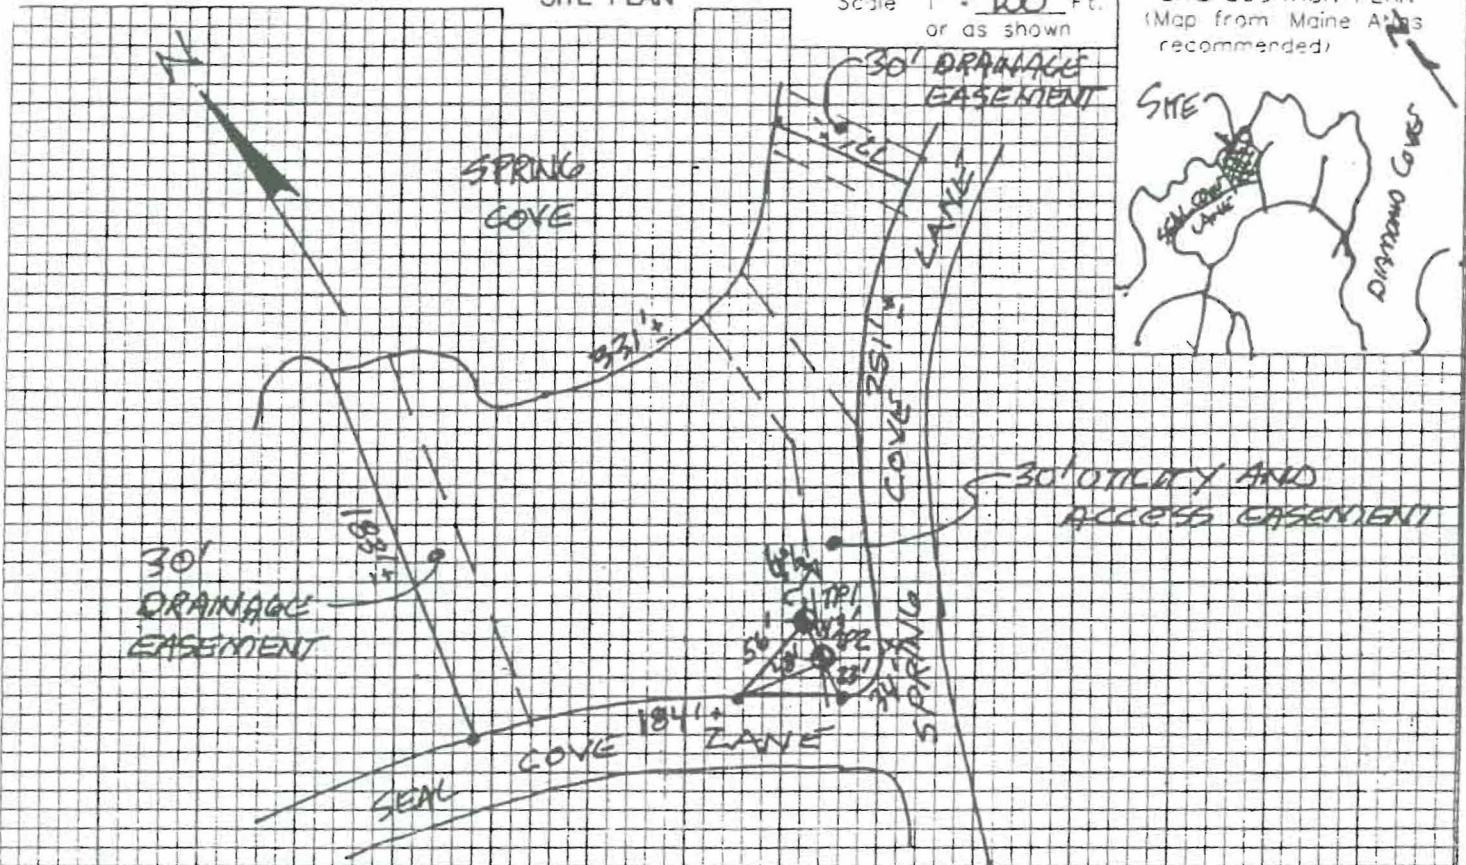 SITE PLAN
Scale 1" = 100 Ft.
or as shown
(Map from Maine Atlas
recommended)
N
N
SITE
SEAL COVE
LANE
DIAMOND COVE
30' DRAINAGE
EASEMENT
SPRING
COVE
331'±
183'±
251'±
SPRING COVE LANE
30' UTILITY AND
ACCESS EASEMENT
30'
DRAINAGE
EASEMENT
TP1
56'
48'
22'
34'±
184'±
SEAL COVE LANE